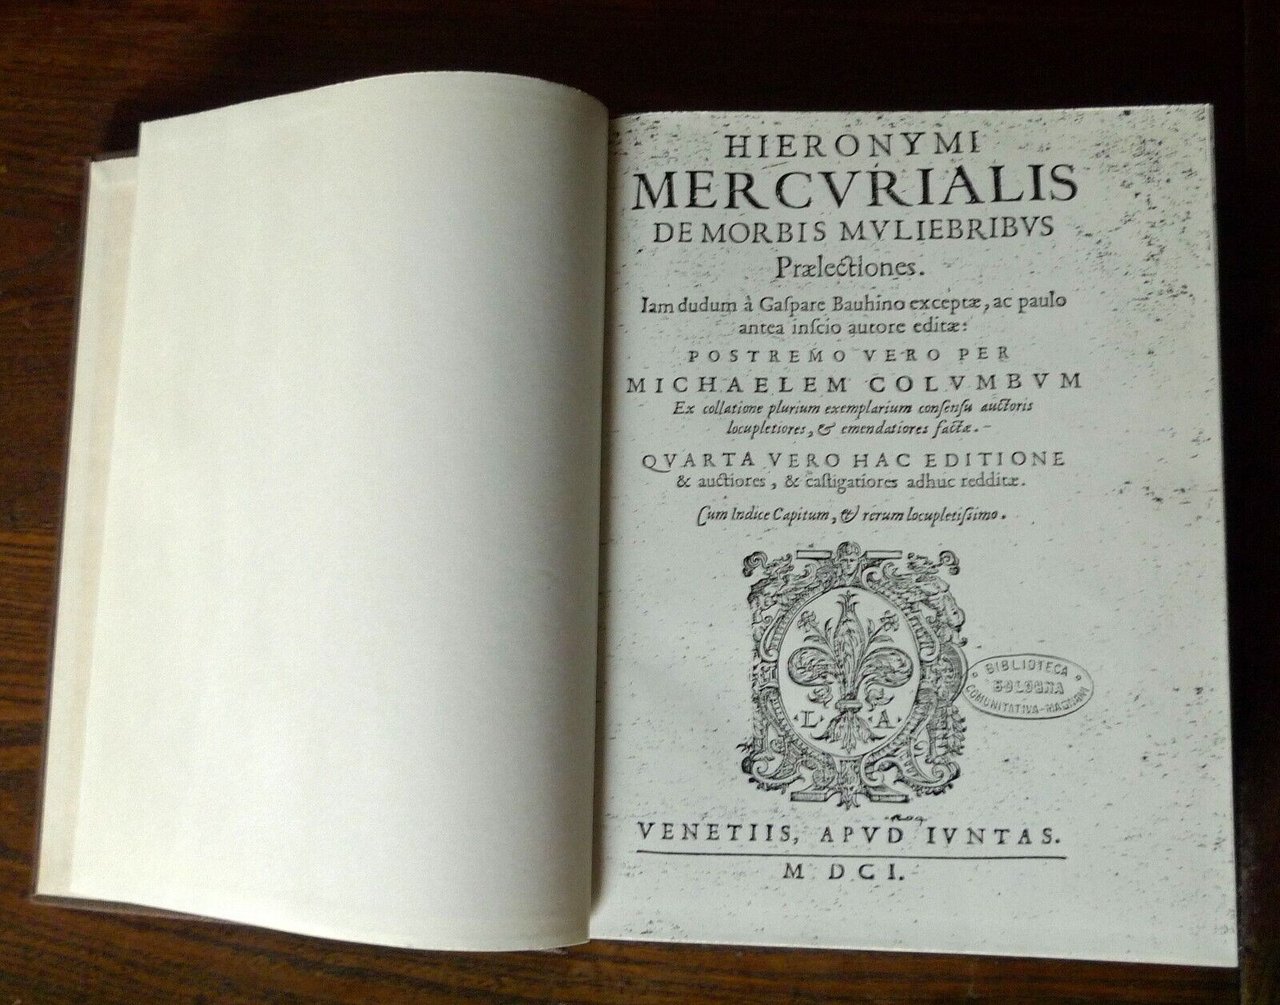 HIERONYMI
MERCVRIALIS
DE MORBIS MVLIEBRIBVS
Prælectiones.
Iam dudum à Gaſpare Bauhino exceptæ, ac paulo
antea inſcio autore editæ:
POSTREMO VERO PER
MICHAELEM COLVMBVM
Ex collatione plurium exemplarium conſenſu auctoris
locupletiores, & emendatiores factæ.
QVARTA VERO HAC EDITIONE
& auctiores, & caſtigatiores adhuc redditæ.
Cum Indice Capitum, & rerum locupletiſsimo.
L. A.
BIBLIOTECA
BOLOGNA
COMUNITATIVA-MAGNANI
VENETIIS, APVD IVNTAS.
M DCI.